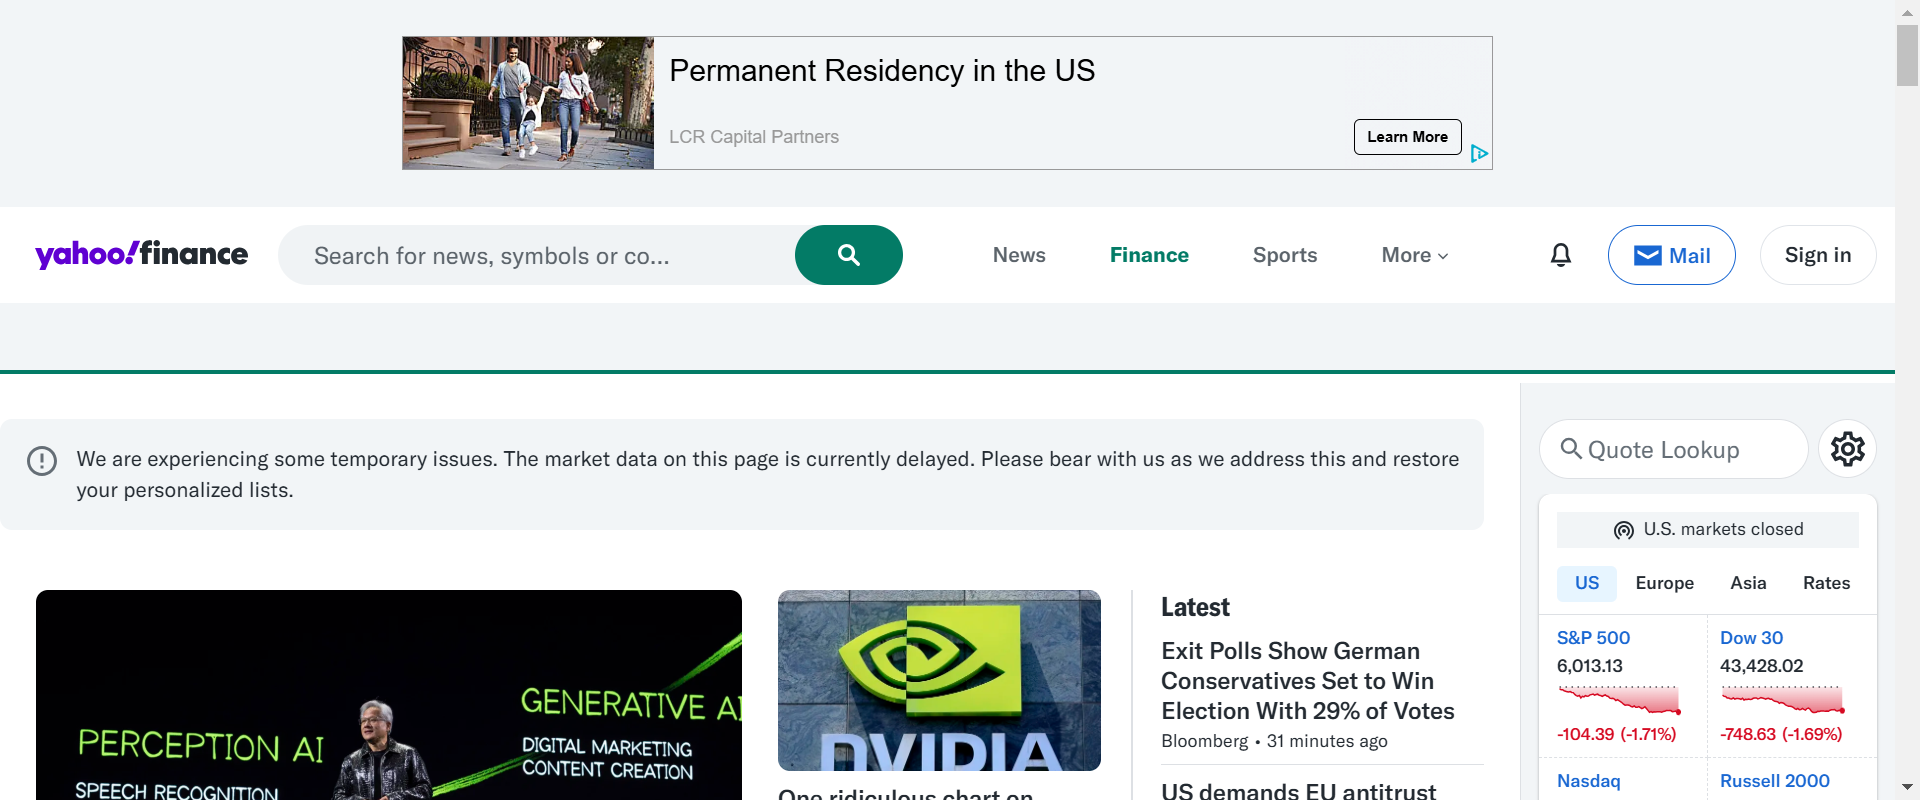 Permanent Residency in the US
LCR Capital Partners
Learn More
yahoo!finance
Search for news, symbols or co...
News
Finance
Sports
More
Mail
Sign in
We are experiencing some temporary issues. The market data on this page is currently delayed. Please bear with us as we address this and restore
your personalized lists.
Quote Lookup
U.S. markets closed
US
Europe
Asia
Rates
S&P 500
6,013.13
-104.39 (-1.71%)
Dow 30
43,428.02
-748.63 (-1.69%)
Nasdaq
Russell 2000
GENERATIVE AI
DIGITAL MARKETING
CONTENT CREATION
PERCEPTION AI
SPEECH RECOGNITION
NVIDIA
One ridiculous chart on
Latest
Exit Polls Show German
Conservatives Set to Win
Election With 29% of Votes
Bloomberg • 31 minutes ago
US demands EU antitrust